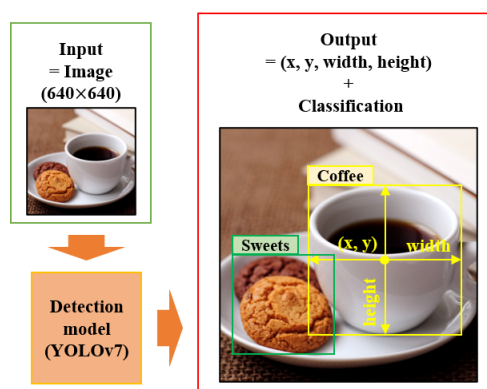 Input
= Image
(640×640)
Detection
model
(YOLOv7)
Output
= (x, y, width, height)
+
Classification
Coffee
(x, y)
width
Sweets
height